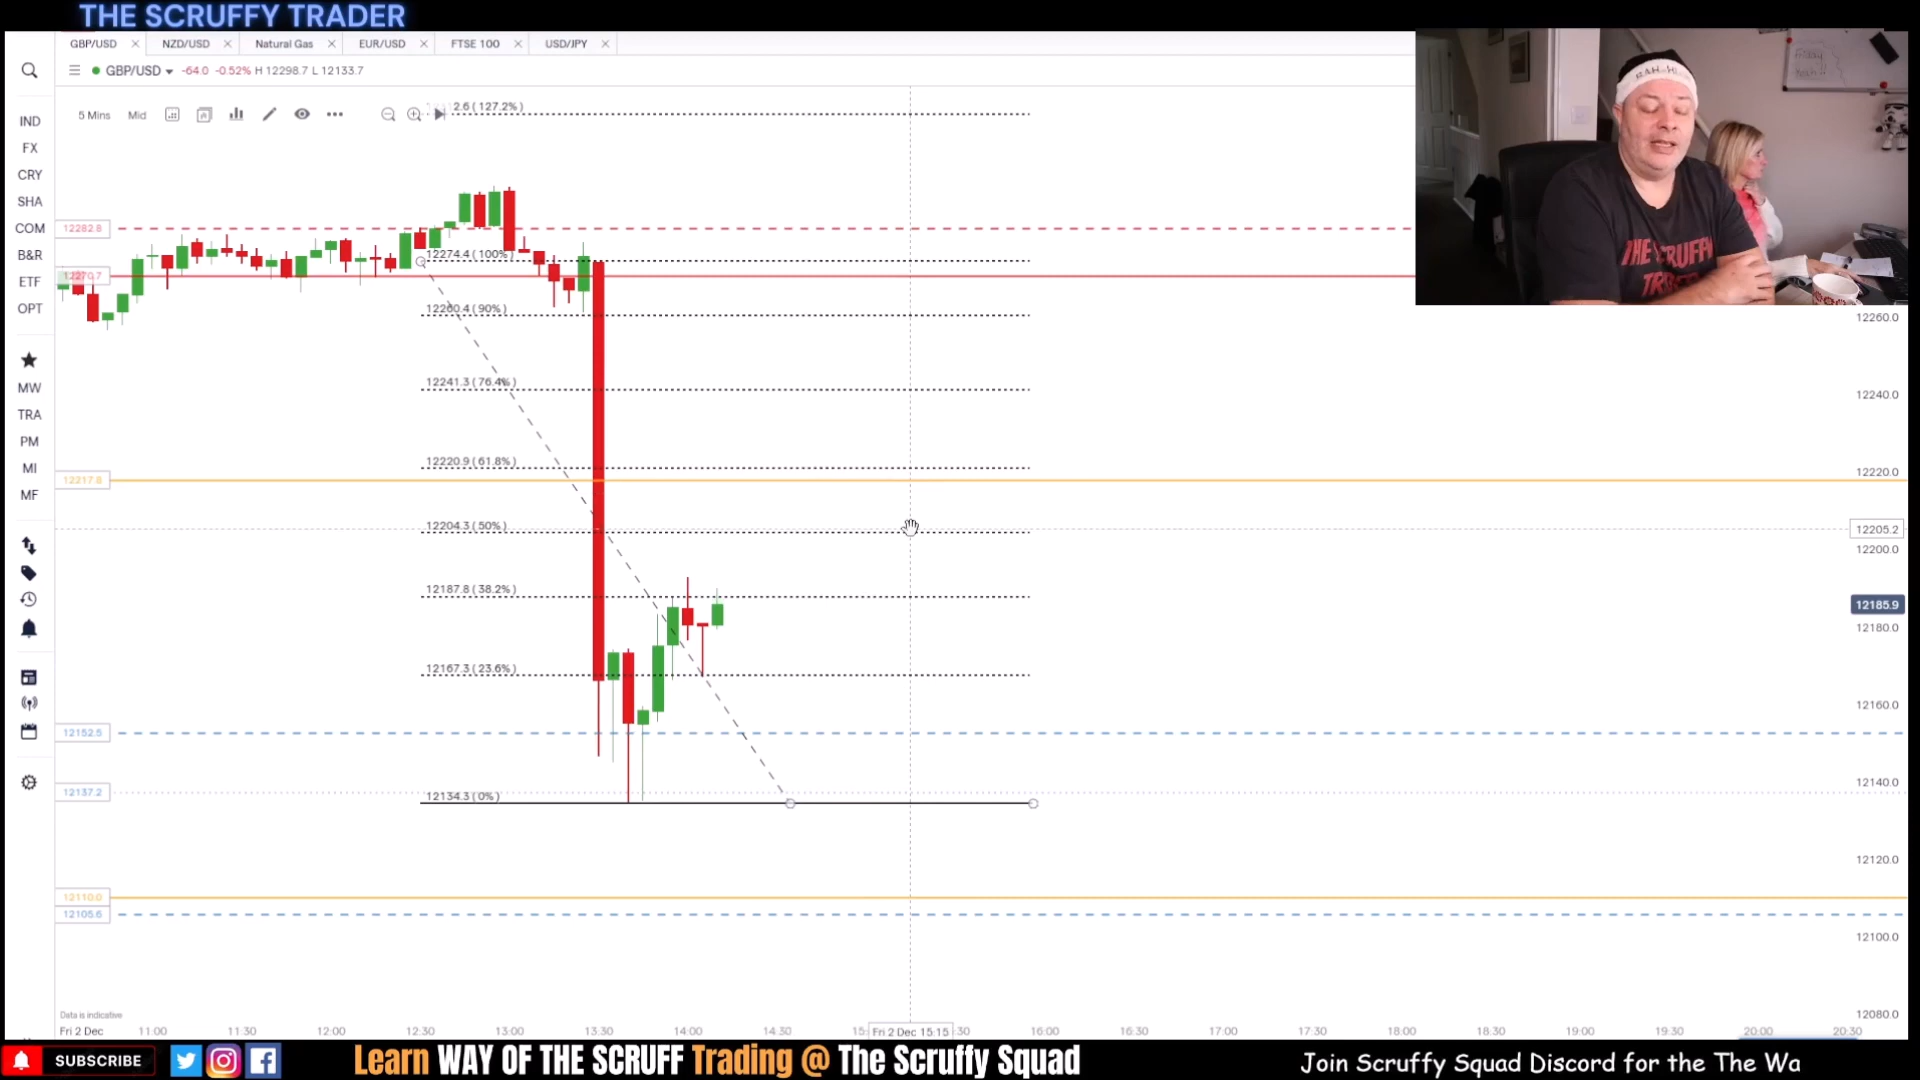 THE SCRUFFY TRADER
GBP/USD NZD/USD Natural Gas EUR/USD FTSE 100 USD/JPY
GBP/USD -64.0 -0.52% H 12298.7 L 12133.7
5 Mins Mid
2.6 (127.2%)
IND
FX
CRY
SHA
COM
B&R
ETF
OPT
MW
TRA
PM
MI
MF
12282.8
12270.7
12217.8
12152.5
12137.2
12110.0
12105.6
12274.4 (100%)
12260.4 (90%)
12241.3 (76.4%)
12220.9 (61.8%)
12204.3 (50%)
12187.8 (38.2%)
12167.3 (23.6%)
12134.3 (0%)
12260.0
12240.0
12220.0
12205.2
12200.0
12185.9
12180.0
12160.0
12140.0
12120.0
12100.0
12080.0
THE SCRUFFY
Data is indicative
Fri 2 Dec 11:00 11:30 12:00 12:30 13:00 13:30 14:00 14:30 15: Fri 2 Dec 15:15 :30 16:00 16:30 17:00 17:30 18:00 18:30 19:00 19:30 20:00 20:30
SUBSCRIBE
Learn WAY OF THE SCRUFF Trading @ The Scruffy Squad
Join Scruffy Squad Discord for the The Wa